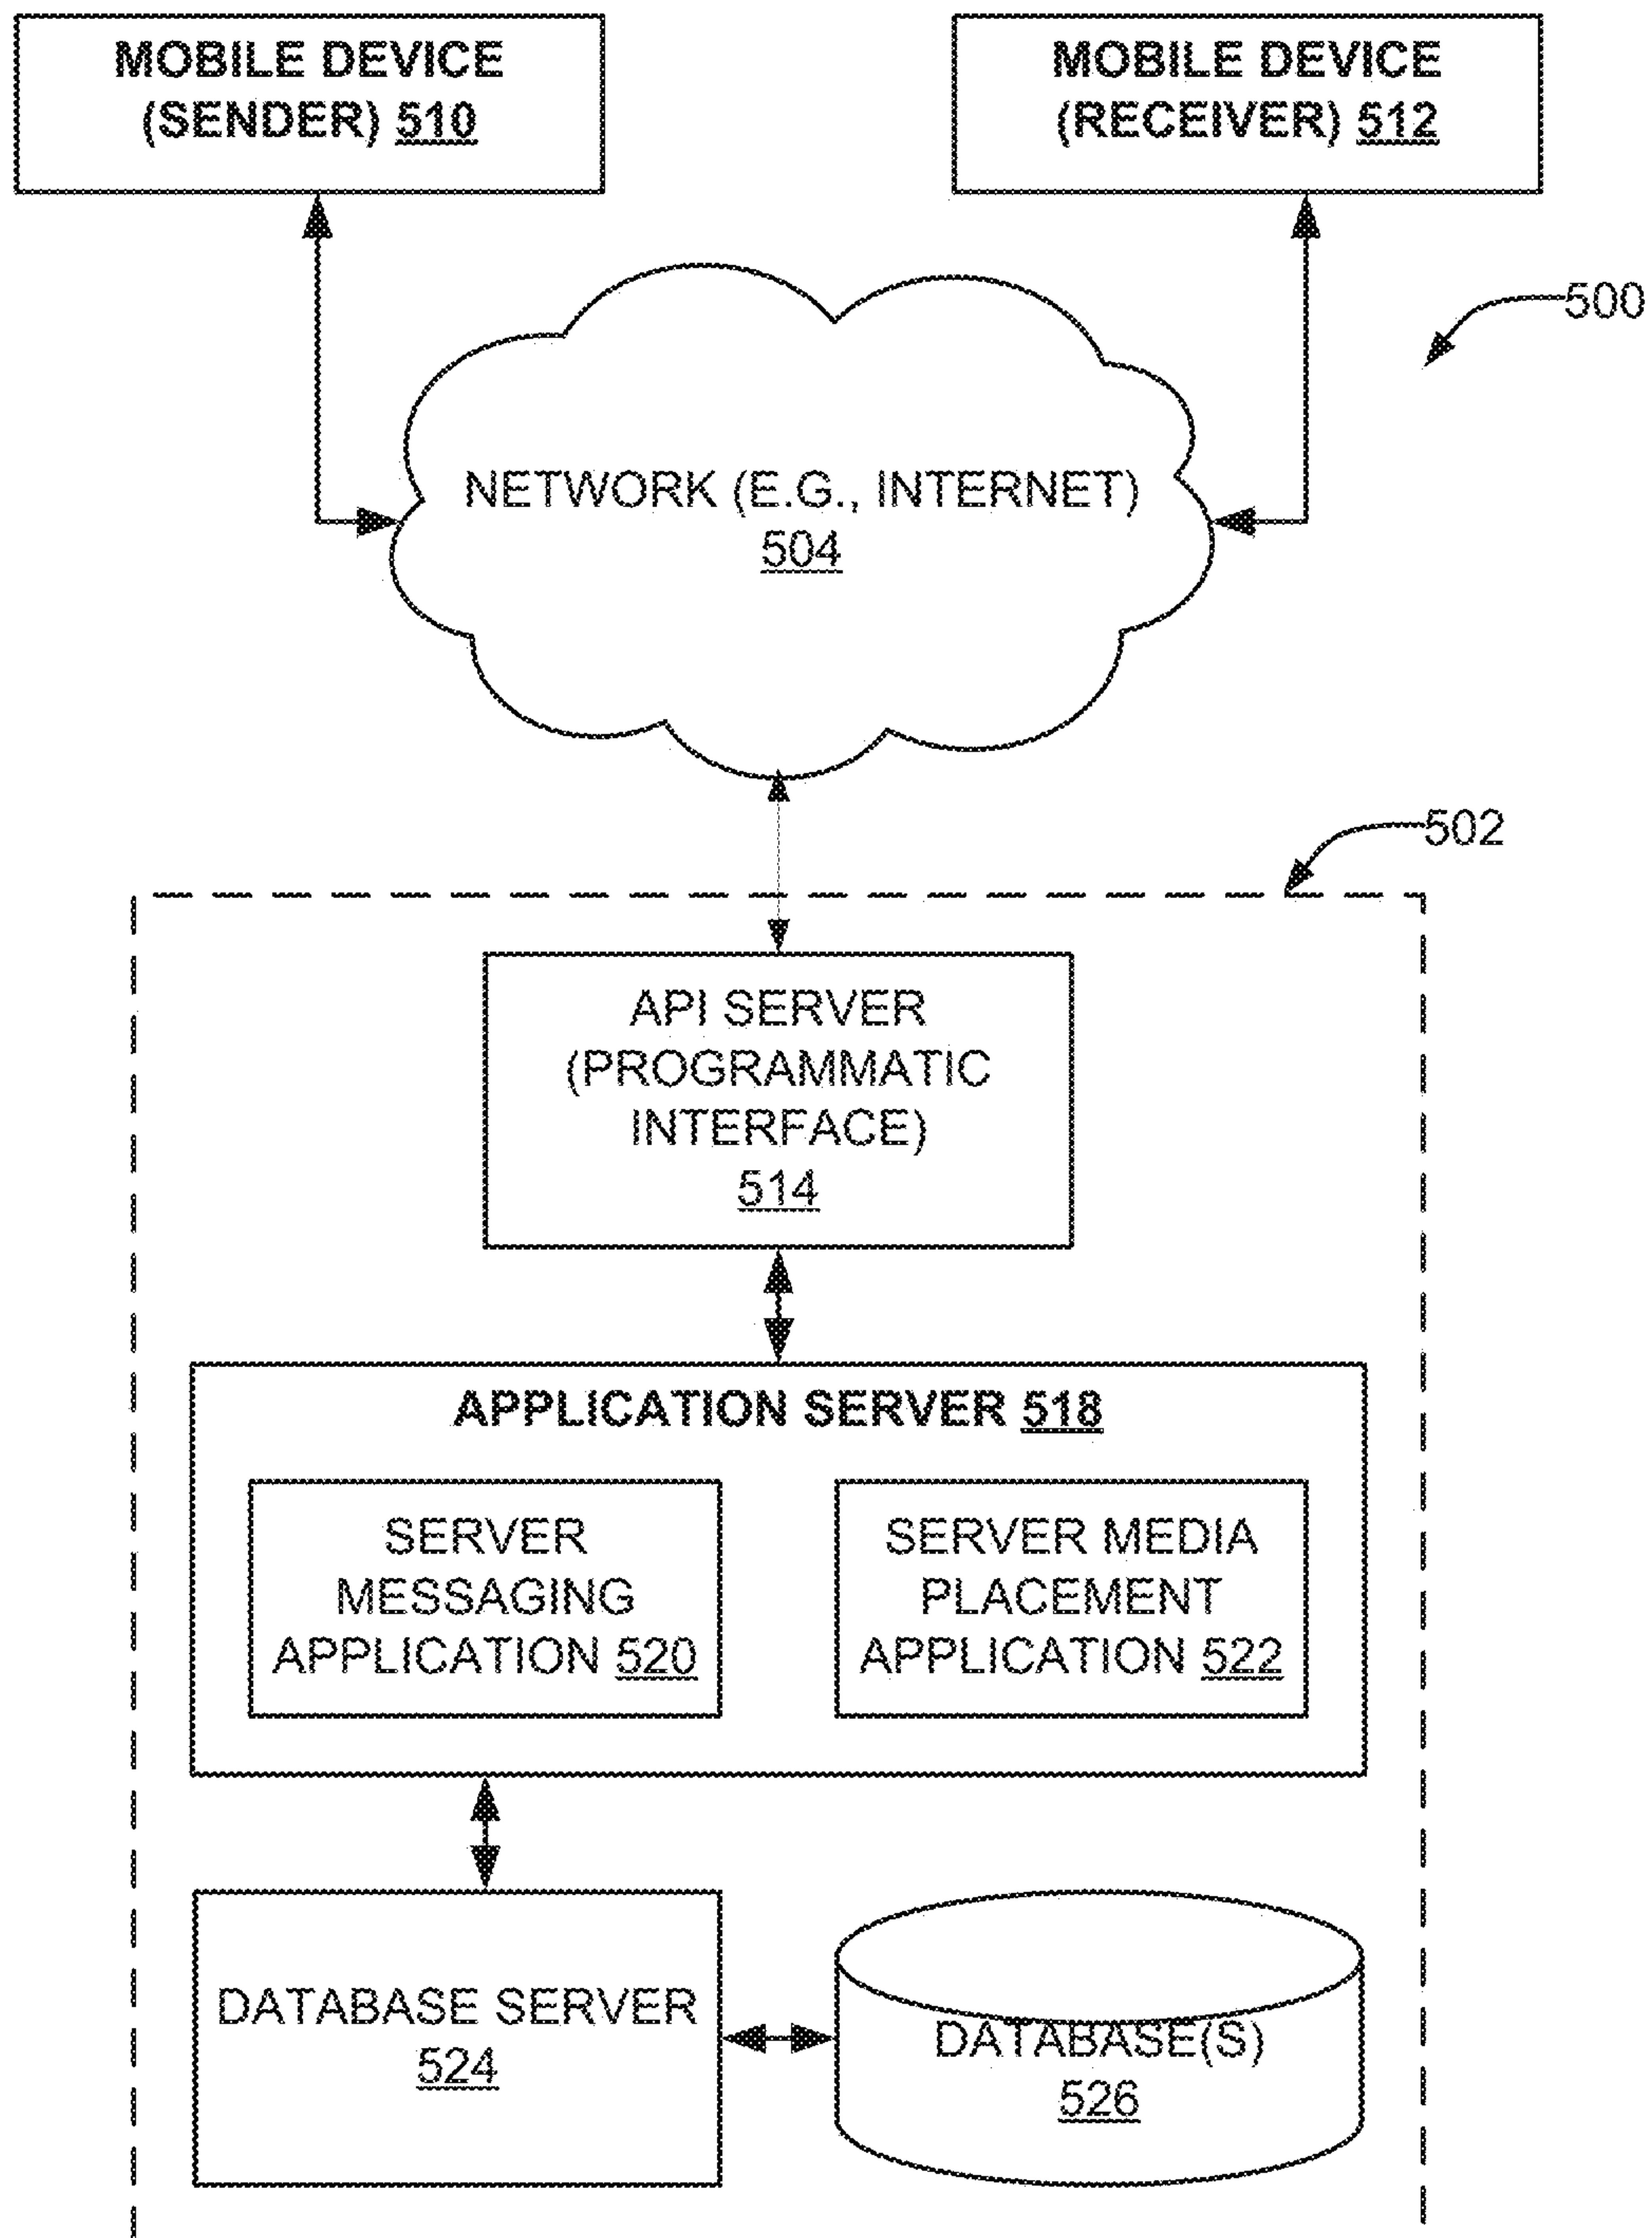 MOBILE DEVICE
(SENDER) 510
MOBILE DEVICE
(RECEIVER) 512
500
NETWORK (E.G., INTERNET)
504
502
API SERVER
(PROGRAMMATIC
INTERFACE)
514
APPLICATION SERVER 518
SERVER
MESSAGING
APPLICATION 520
SERVER MEDIA
PLACEMENT
APPLICATION 522
DATABASE SERVER
524
DATABASE(S)
526